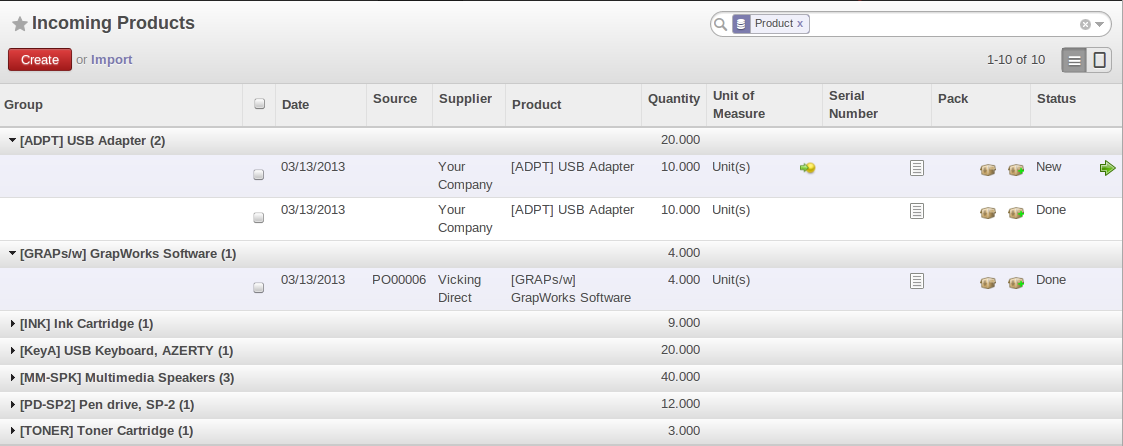 Incoming Products
Product x
Create or Import
1-10 of 10
Group Date Source Supplier Product Quantity Unit of Measure Serial Number Pack Status
[ADPT] USB Adapter (2) 20.000
03/13/2013 Your Company [ADPT] USB Adapter 10.000 Unit(s) New
03/13/2013 Your Company [ADPT] USB Adapter 10.000 Unit(s) Done
[GRAPs/w] GrapWorks Software (1) 4.000
03/13/2013 PO00006 Vicking Direct [GRAPs/w] GrapWorks Software 4.000 Unit(s) Done
[INK] Ink Cartridge (1) 9.000
[KeyA] USB Keyboard, AZERTY (1) 20.000
[MM-SPK] Multimedia Speakers (3) 40.000
[PD-SP2] Pen drive, SP-2 (1) 12.000
[TONER] Toner Cartridge (1) 3.000